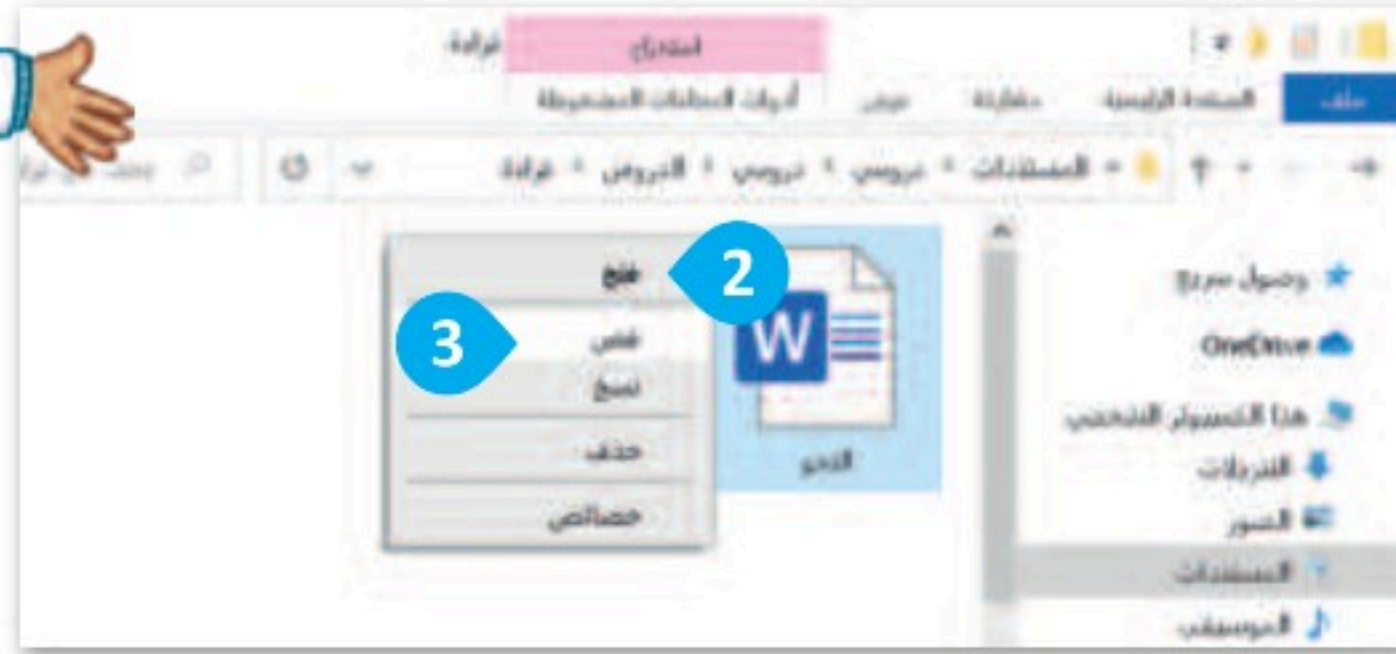 استخراج
قراءة
ملف
الصفحة الرئيسية
مشاركة
عرض
أدوات المجلدات المضغوطة
المستندات
دروسي
دروسي
الدروس
قراءة
وصول سريع
OneDrive
هذا الكمبيوتر الشخصي
التنزيلات
الصور
المستندات
الموسيقى
W
النحو
2
فتح
3
قص
نسخ
حذف
خصائص